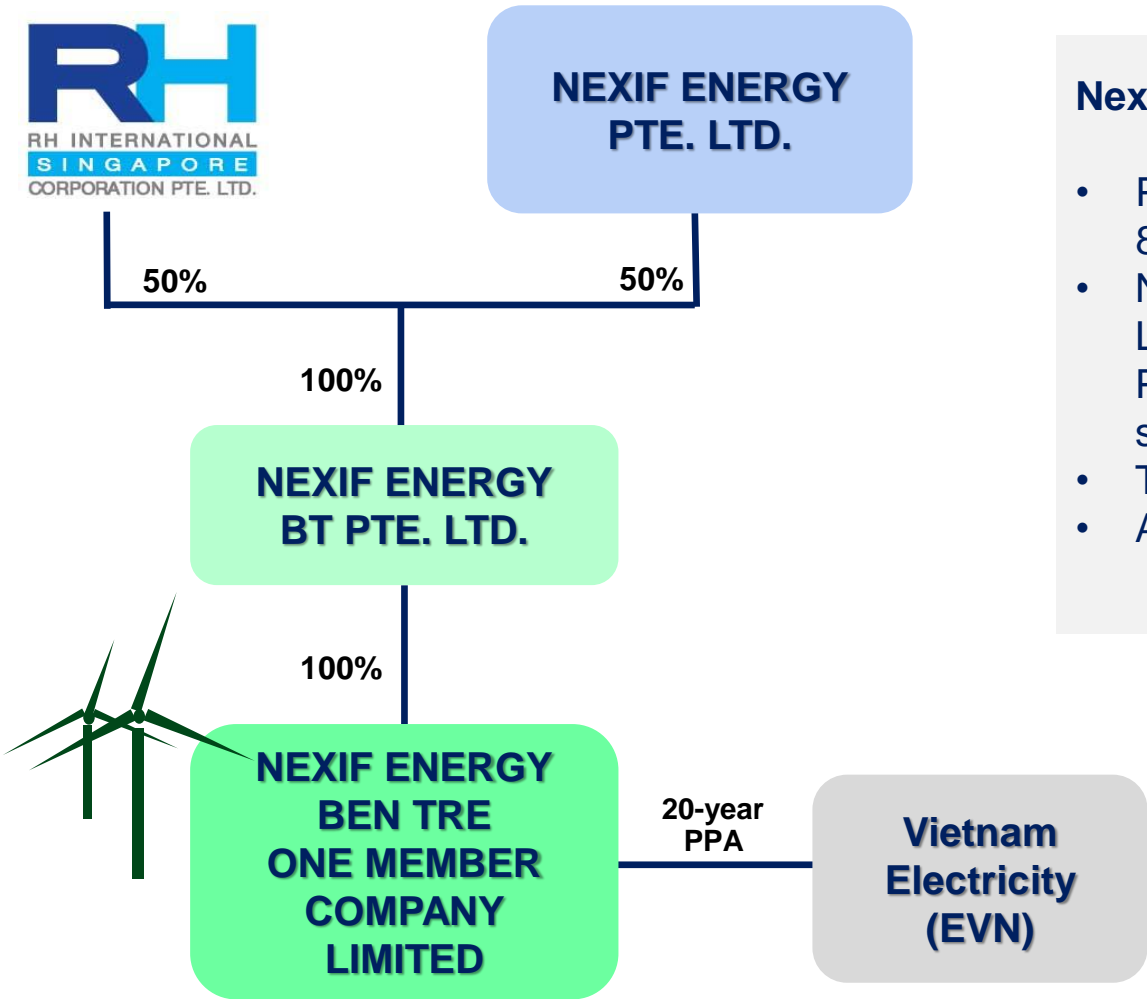 RH
RH INTERNATIONAL
SINGAPORE
CORPORATION PTE. LTD.
NEXIF ENERGY
PTE. LTD.
50%
50%
100%
NEXIF ENERGY
BT PTE. LTD.
100%
NEXIF ENERGY
BEN TRE
ONE MEMBER
COMPANY
LIMITED
20-year
PPA
Vietnam
Electricity
(EVN)
Nex